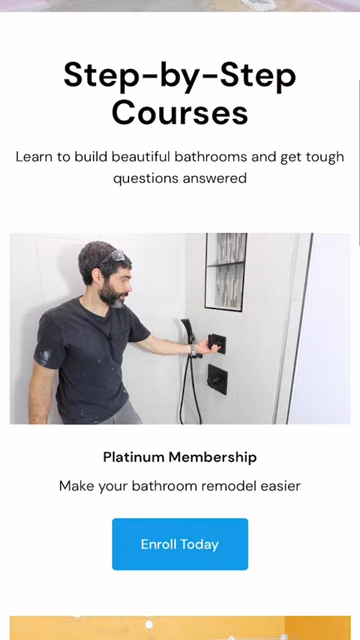 Step-by-Step
Courses
Learn to build beautiful bathrooms and get tough
questions answered
Platinum Membership
Make your bathroom remodel easier
Enroll Today